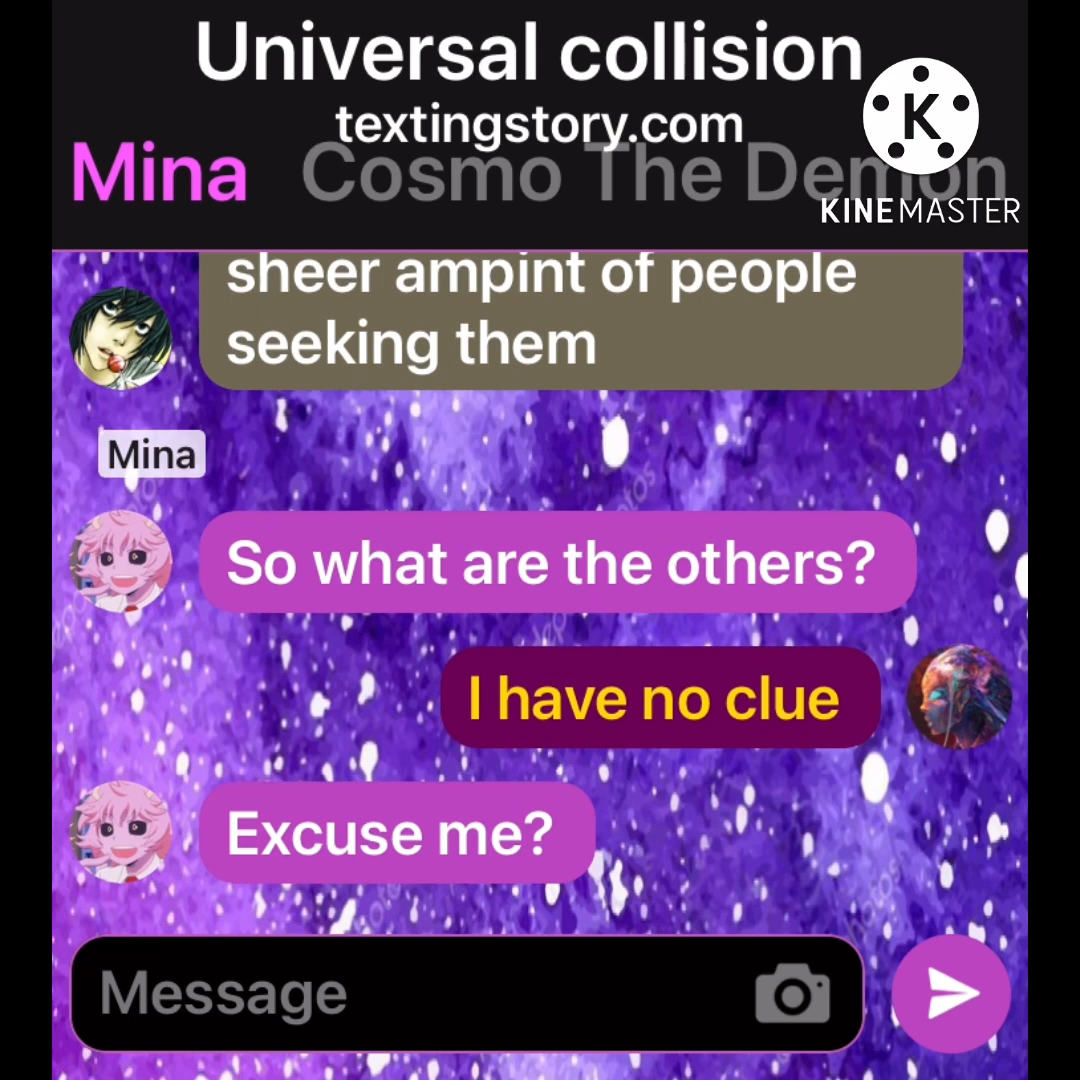 Universal collision
textingstory.com
Mina Cosmo The Demon
KINEMASTER
K
sheer ampint of people
seeking them
Mina
So what are the others?
I have no clue
Excuse me?
Message